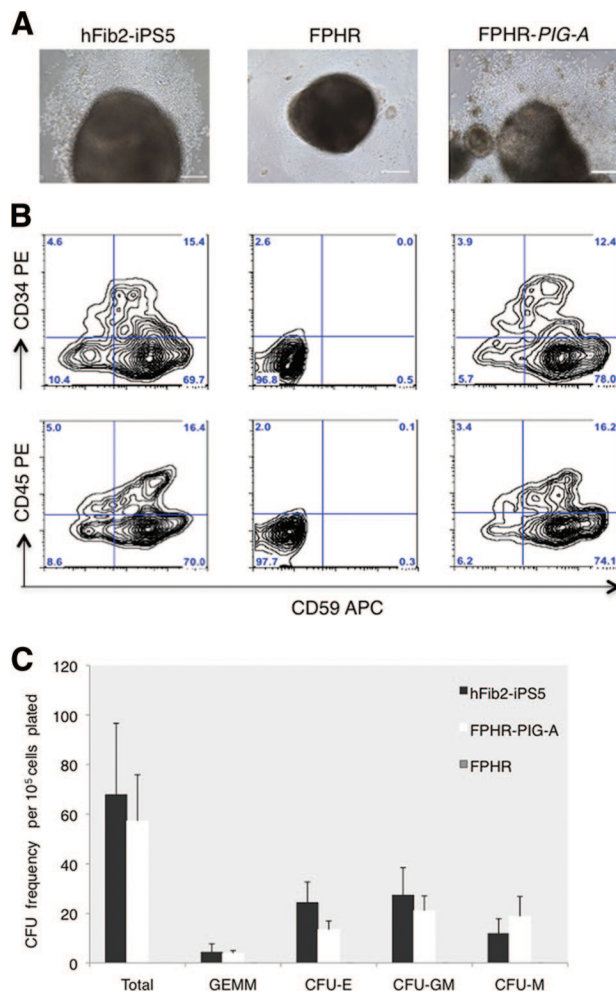 A
hFib2-iPS5 FPHR FPHR-PIG-A
B
4.6 15.4 2.6 0.0 3.9 12.4
CD34 PE
10.4 69.7 96.8 0.5 5.7 78.0
5.0 16.4 2.0 0.1 3.4 16.2
CD45 PE
8.6 70.0 97.7 0.3 6.2 74.1
CD59 APC
C
CFU frequency per 10⁵ cells plated
120
100
80
60
40
20
0
hFib2-iPS5
FPHR-PIG-A
FPHR
Total GEMM CFU-E CFU-GM CFU-M